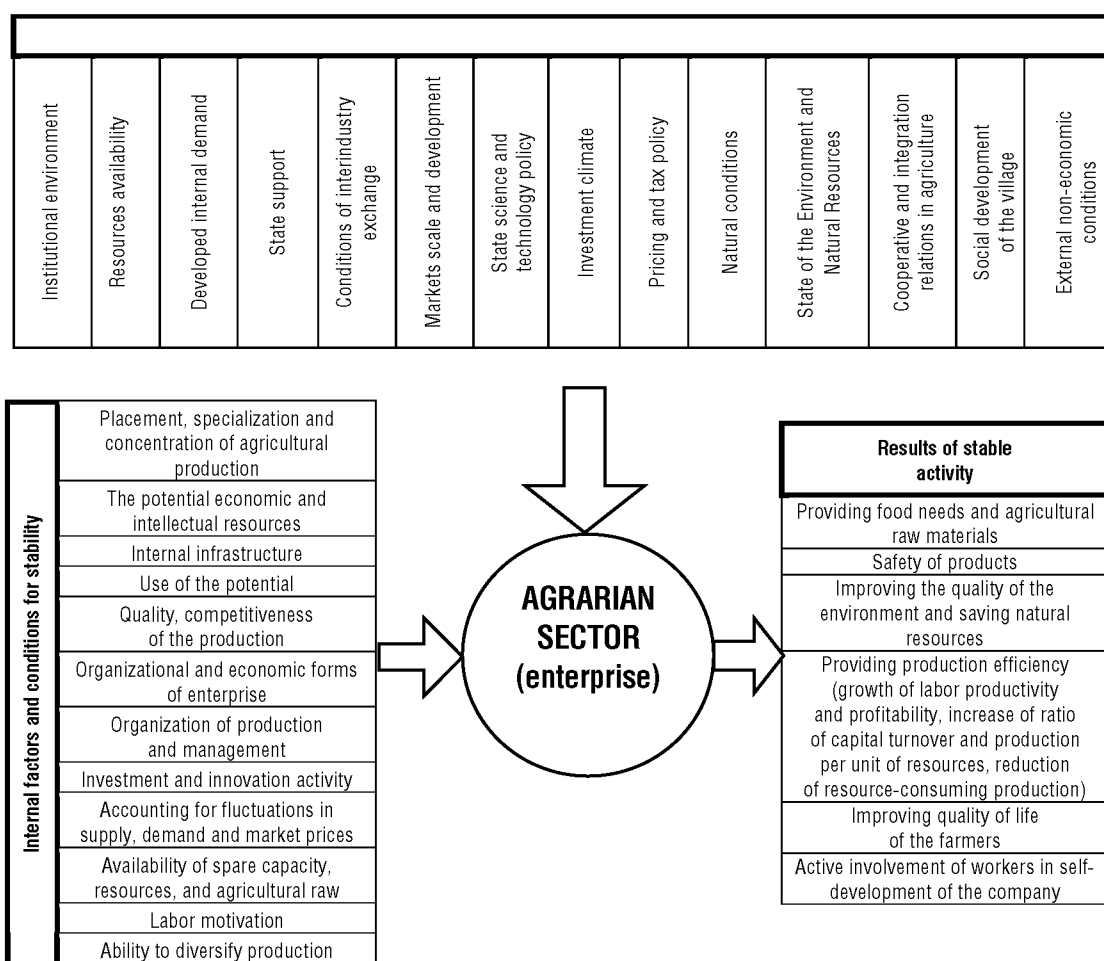 Institutional environment
Resources availability
Developed internal demand
State support
Conditions of interindustry
exchange
Markets scale and development
State science and
technology policy
Investment climate
Pricing and tax policy
Natural conditions
State of the Environment and
Natural Resources
Cooperative and integration
relations in agriculture
Social development
of the village
External non-economic
conditions
Internal factors and conditions for stability
Placement, specialization and
concentration of agricultural
production
The potential economic and
intellectual resources
Internal infrastructure
Use of the potential
Quality, competitiveness
of the production
Organizational and economic forms
of enterprise
Organization of production
and management
Investment and innovation activity
Accounting for fluctuations in
supply, demand and market prices
Availability of spare capacity,
resources, and agricultural raw
Labor motivation
Ability to diversify production
AGRARIAN
SECTOR
(enterprise)
Results of stable
activity
Providing food needs and agricultural
raw materials
Safety of products
Improving the quality of the
environment and saving natural
resources
Providing production efficiency
(growth of labor productivity
and profitability, increase of ratio
of capital turnover and production
per unit of resources, reduction
of resource-consuming production)
Improving quality of life
of the farmers
Active involvement of workers in self-
development of the company